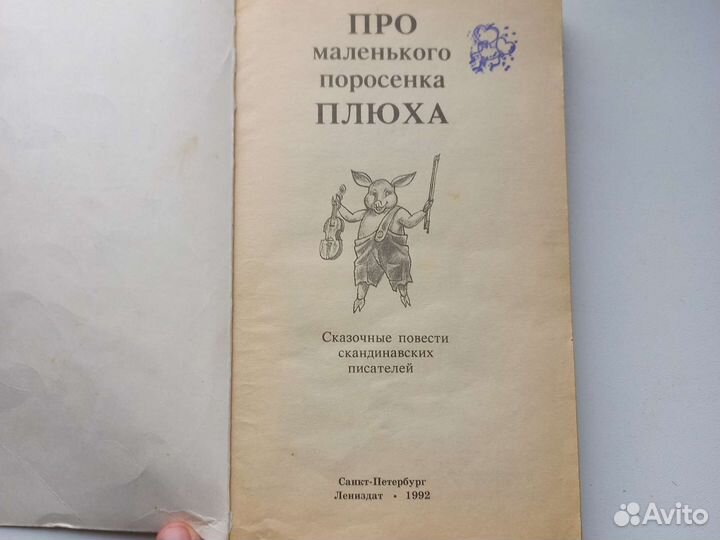 ПРО
маленького
поросенка
ПЛЮХА
Сказочные повести
скандинавских
писателей
Санкт-Петербург
Лениздат • 1992
Avito